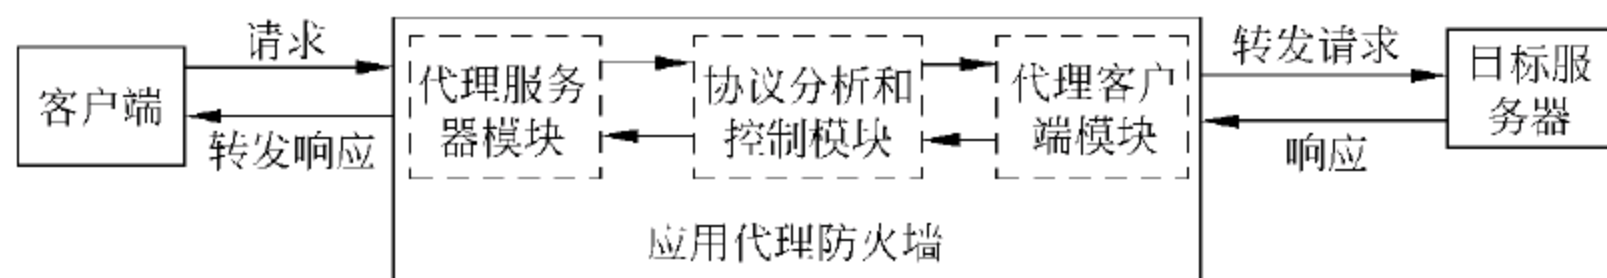 请求
转发请求
客户端
代理服务
器模块
协议分析和
控制模块
代理客户
端模块
目标服
务器
转发响应
响应
应用代理防火墙